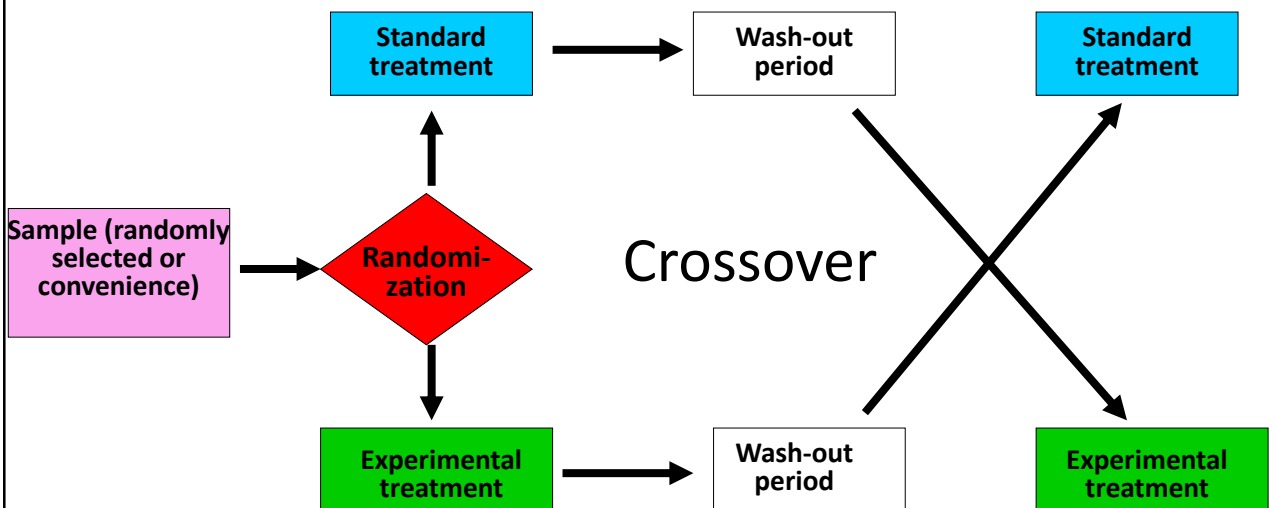 Standard
treatment
Wash-out
period
Standard
treatment
Sample (randomly
selected or
convenience)
Randomi-
zation
Crossover
Experimental
treatment
Wash-out
period
Experimental
treatment